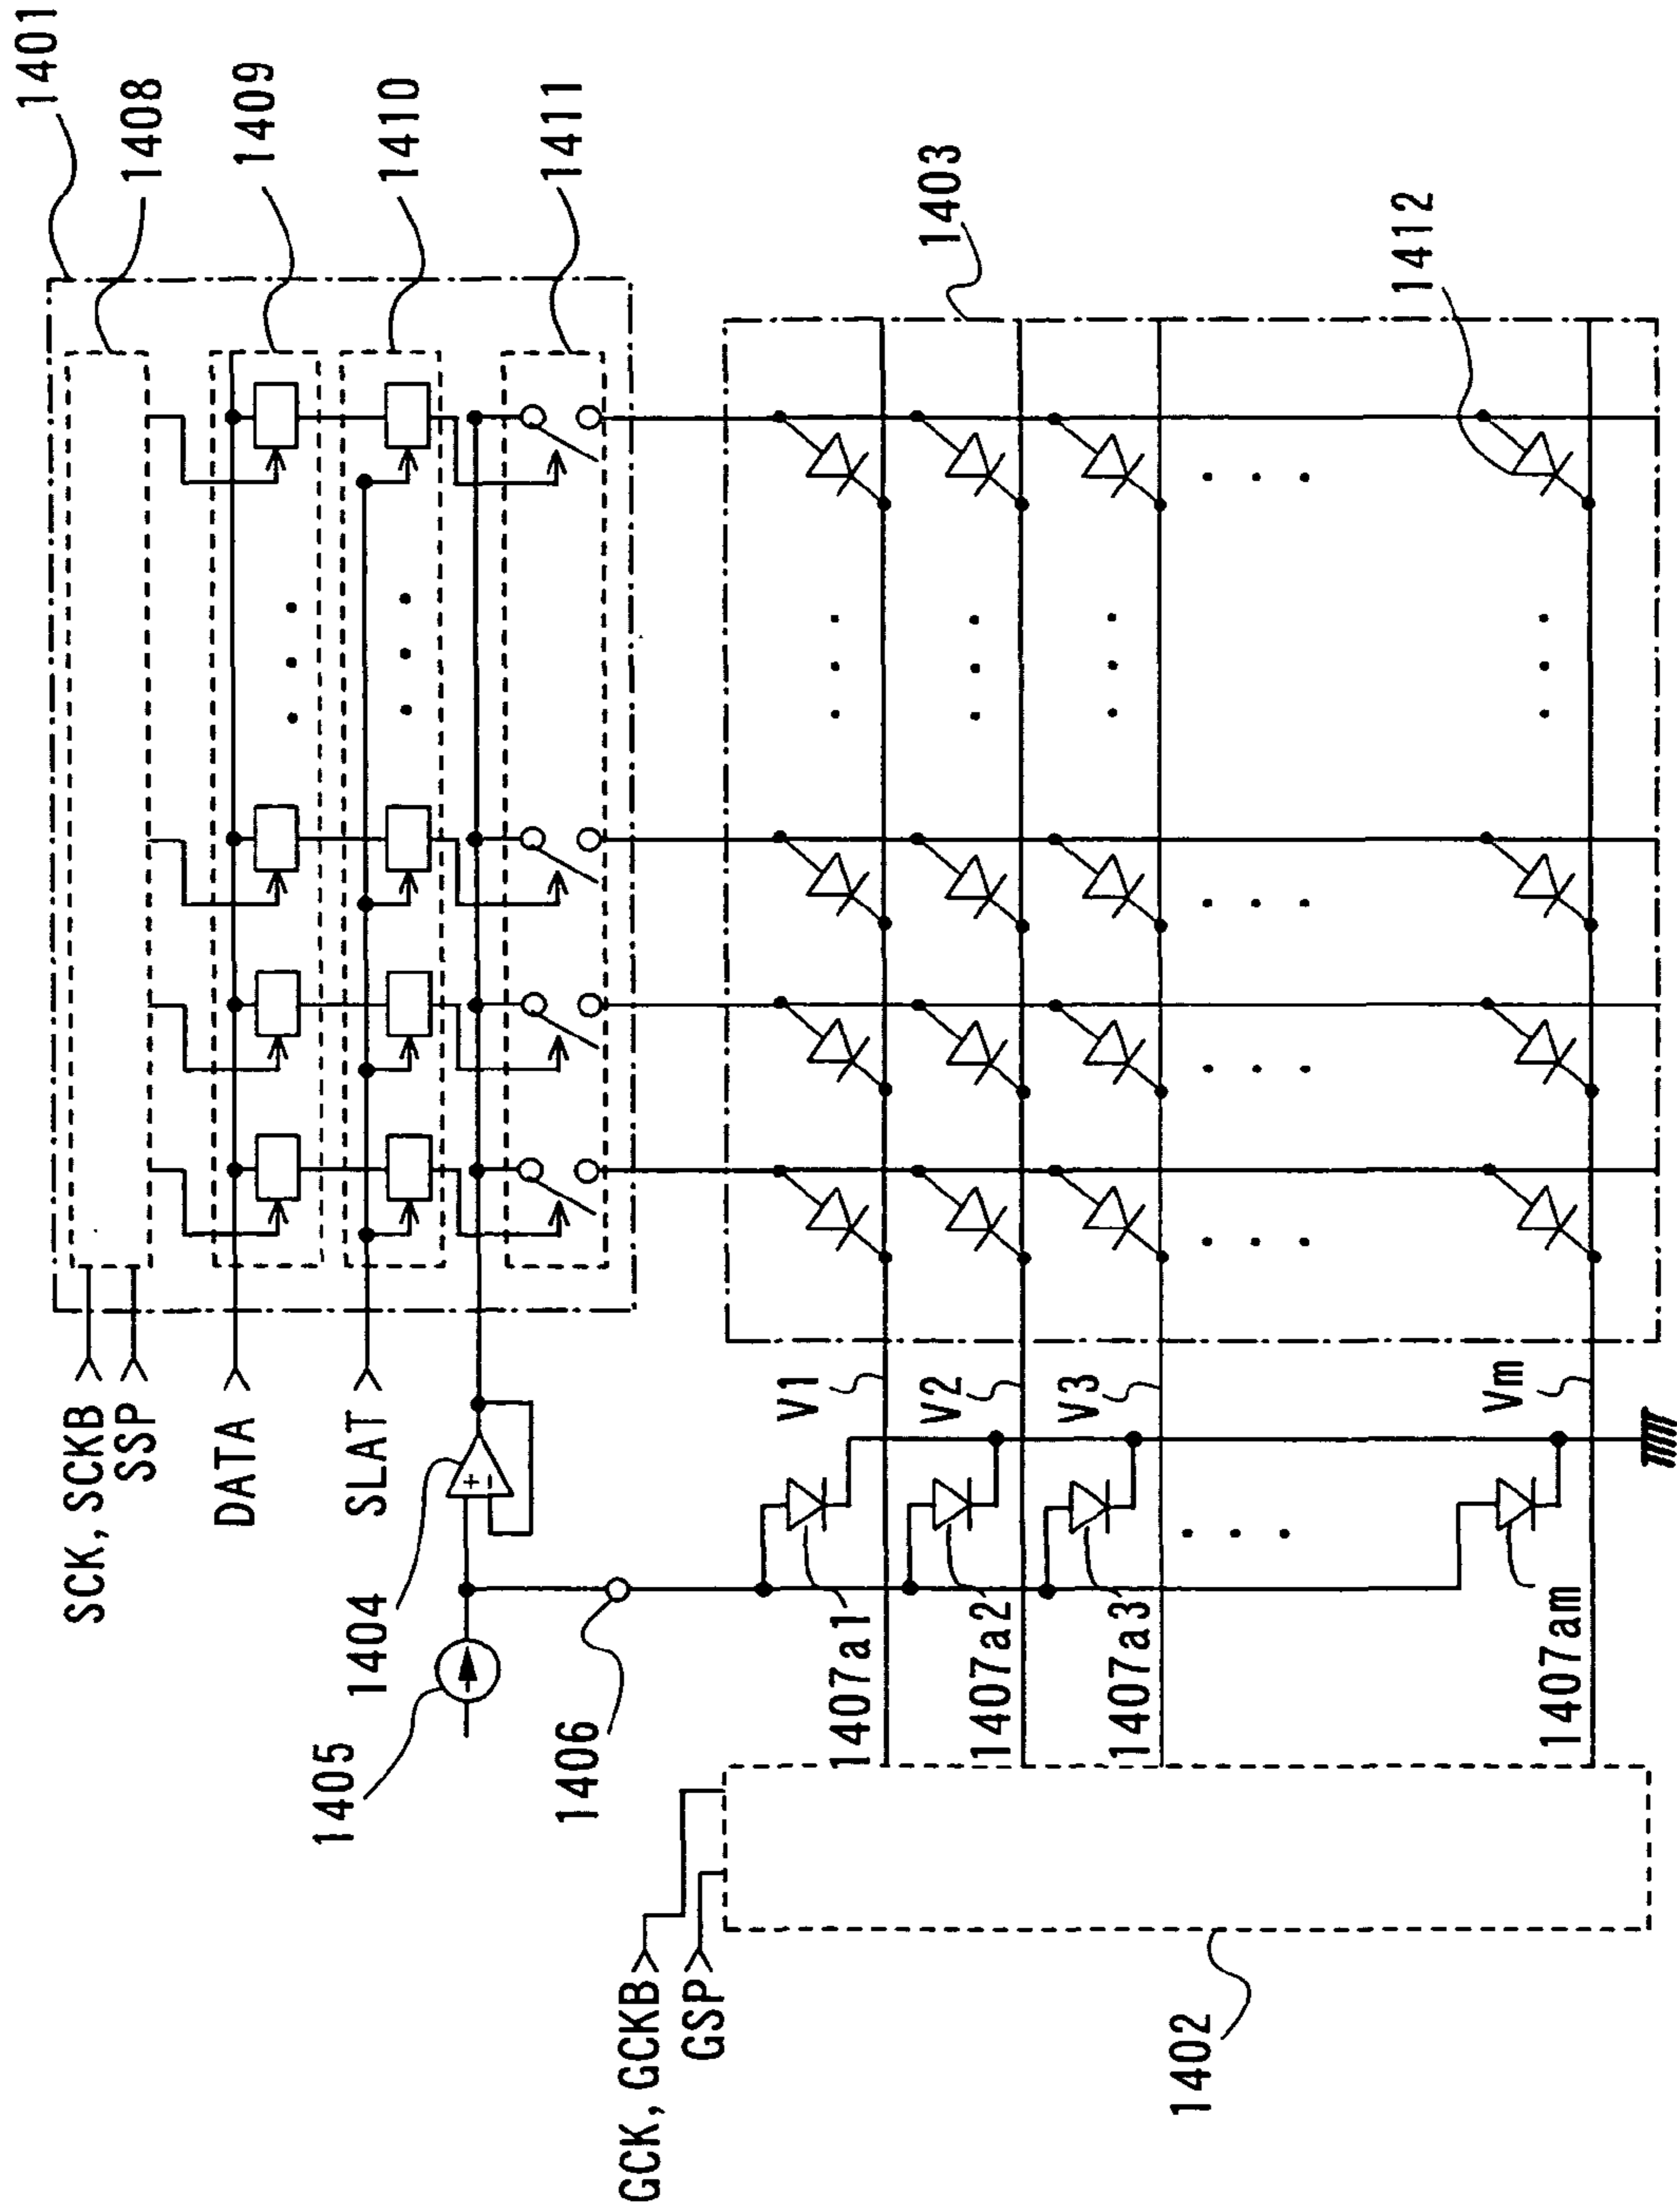 1401
1408
1409
1410
1411
1403
1412
SCK, SCKB
SSP
DATA
SLAT
1404
+
-
1405
1406
V1
V2
V3
Vm
1407a1
1407a2
1407a3
1407am
GCK, GCKB
GSP
1402